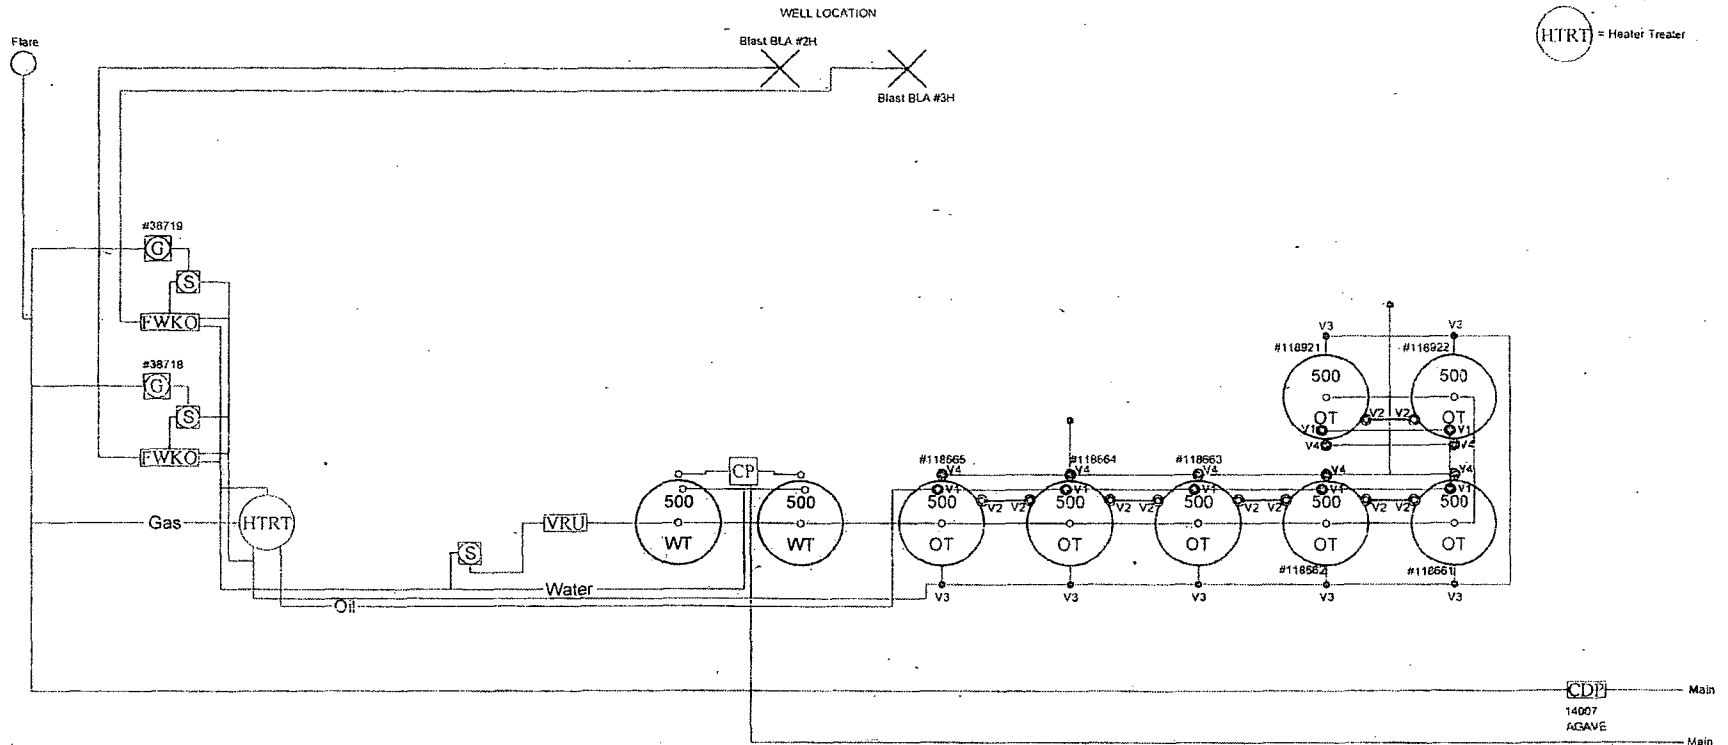 WELL LOCATION
Flare
Blast BLA #2H
Blast BLA #3H
HTRT = Heater Treater
#38719
G
S
FWKO
#38718
G
S
FWKO
V3 V3
#118921 #118922
500 500
OT OT
V2 V2
V1 V1
V4
#118665 #118664 #118663
V4 V4 V4 V4 V4
V1 V1 V1 V1 V1
CP
500 500 500 500 500 500 500
V2 V2 V2 V2 V2 V2 V2 V2
Gas HTRT
VRU
WT WT OT OT OT OT OT
S
#118662 #118661
Water
V3 V3 V3 V3 V3
Oil
CDP Main
14007
AGAVE
Main